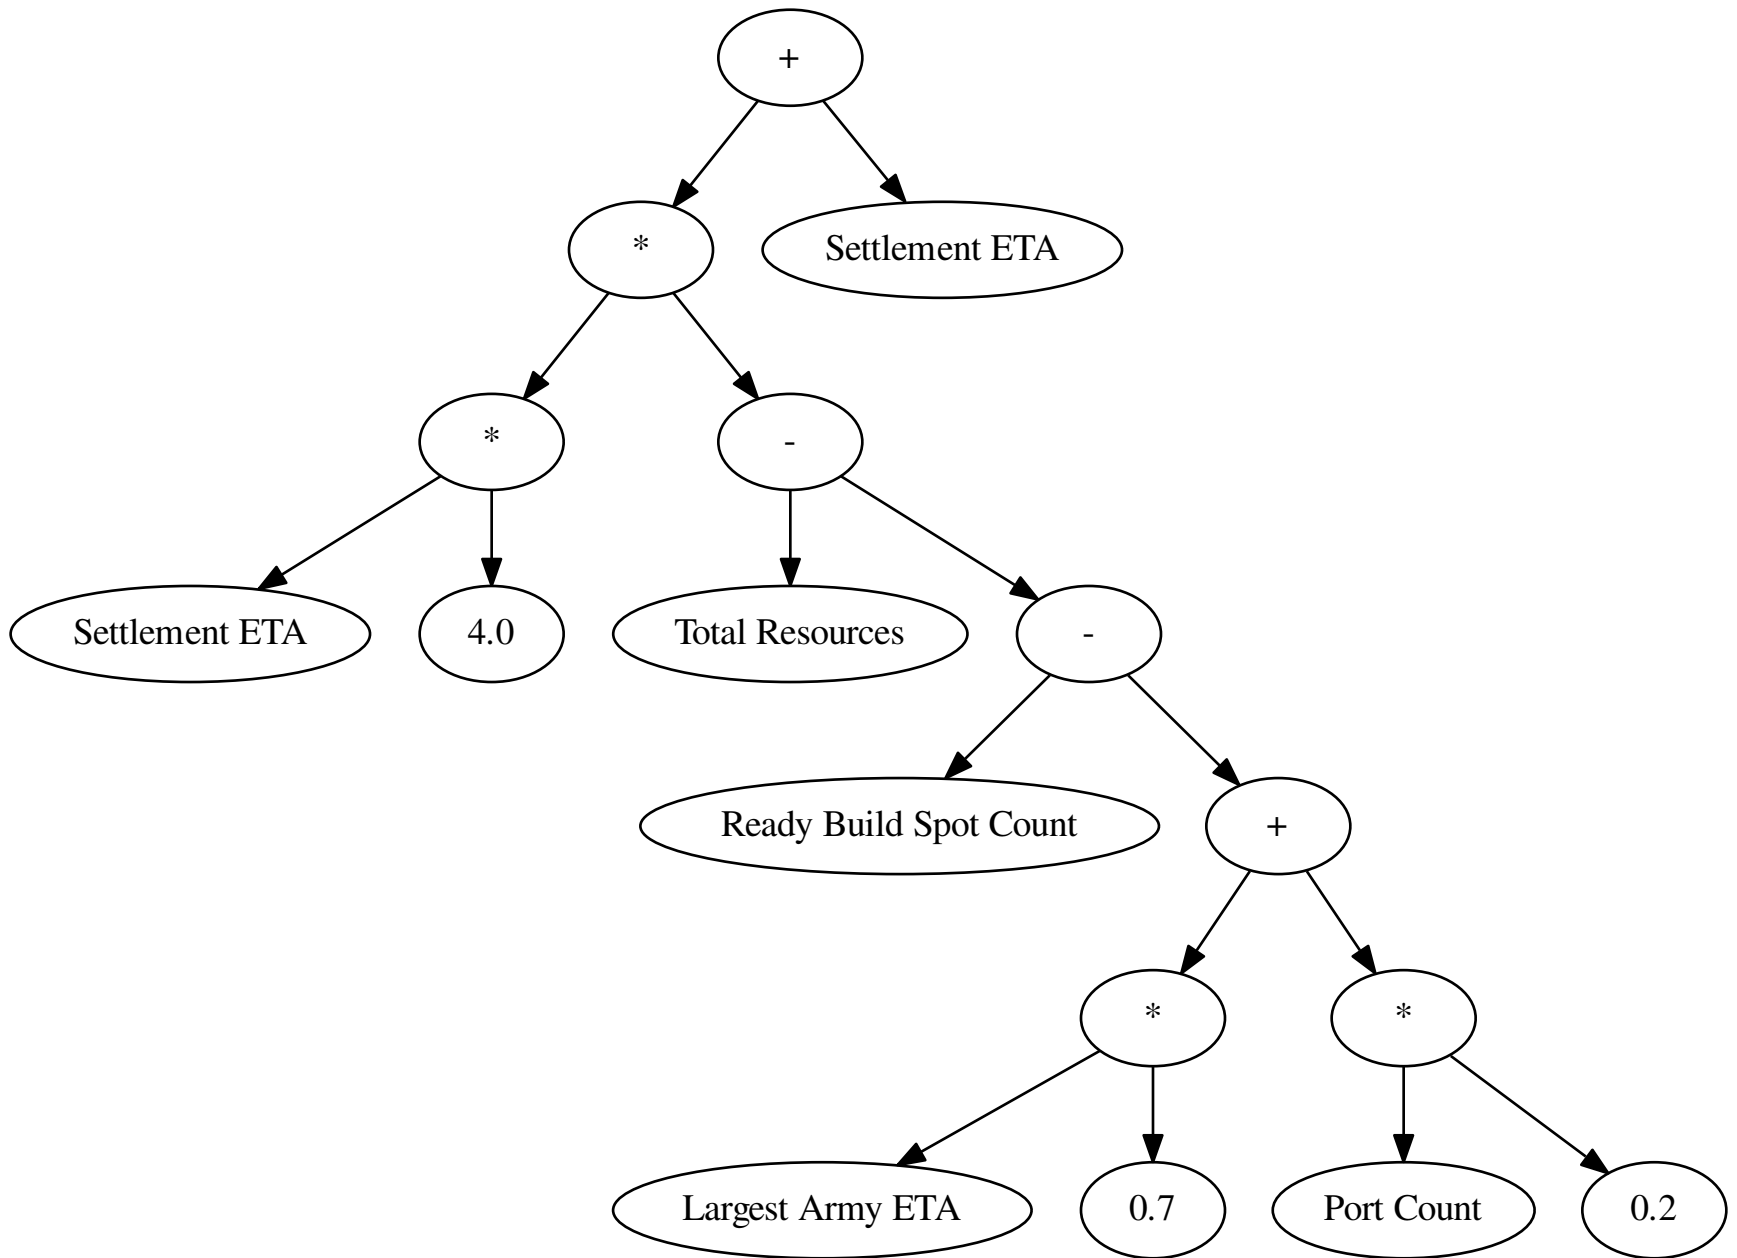 +
*
Settlement ETA
*
-
Settlement ETA
4.0
Total Resources
-
Ready Build Spot Count
+
*
*
Largest Army ETA
0.7
Port Count
0.2